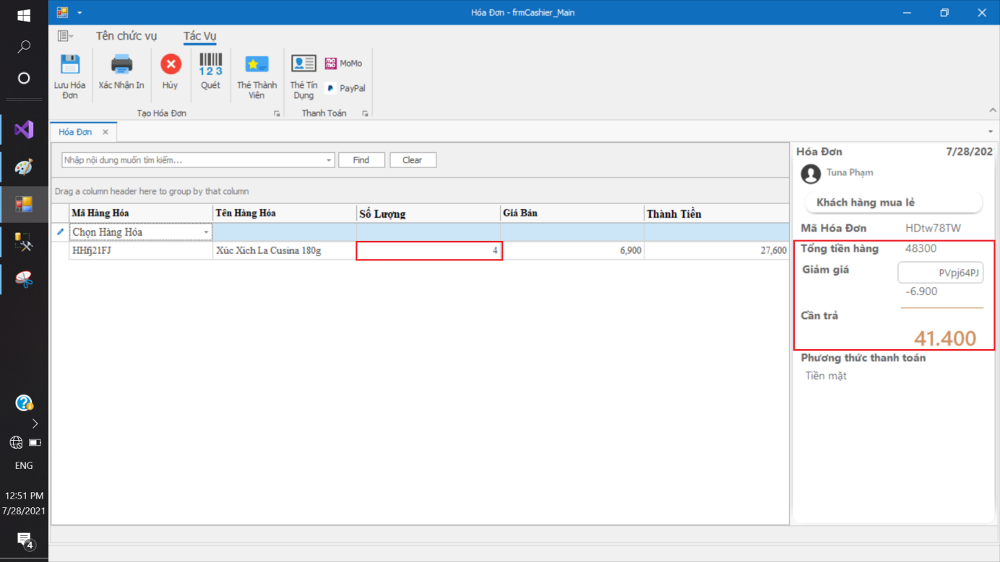 Hóa Đơn - frmCashier_Main
Tên chức vụ
Tác Vụ
Lưu Hóa Đơn
Xác Nhận In
Hủy
1 2 3
Quét
Thẻ Thành Viên
Thẻ Tín Dụng
MoMo
PayPal
Tạo Hóa Đơn
Thanh Toán
Hóa Đơn
Nhập nội dung muốn tìm kiếm...
Find
Clear
Drag a column header here to group by that column
Mã Hàng Hóa Tên Hàng Hóa Số Lượng Giá Bán Thành Tiền
Chọn Hàng Hóa
HHfj21FJ Xúc Xích La Cusina 180g 4 6,900 27,600
Hóa Đơn 7/28/202
Tuna Phạm
Khách hàng mua lẻ
Mã Hóa Đơn HDtw78TW
Tổng tiền hàng 48300
Giảm giá PVpj64PJ
-6.900
Cần trả
41.400
Phương thức thanh toán
Tiền mặt
ENG
12:51 PM
7/28/2021
4